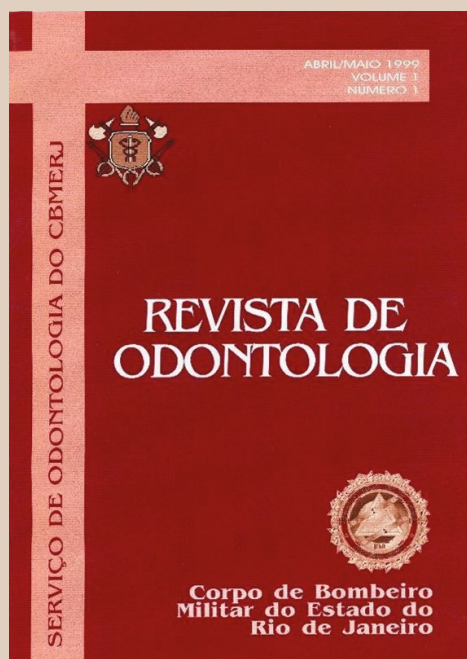 ABRIL/MAIO 1999
VOLUME 1
NÚMERO 1
SERVIÇO DE ODONTOLOGIA DO CBMERJ
REVISTA DE
ODONTOLOGIA
Corpo de Bombeiro
Militar do Estado do
Rio de Janeiro